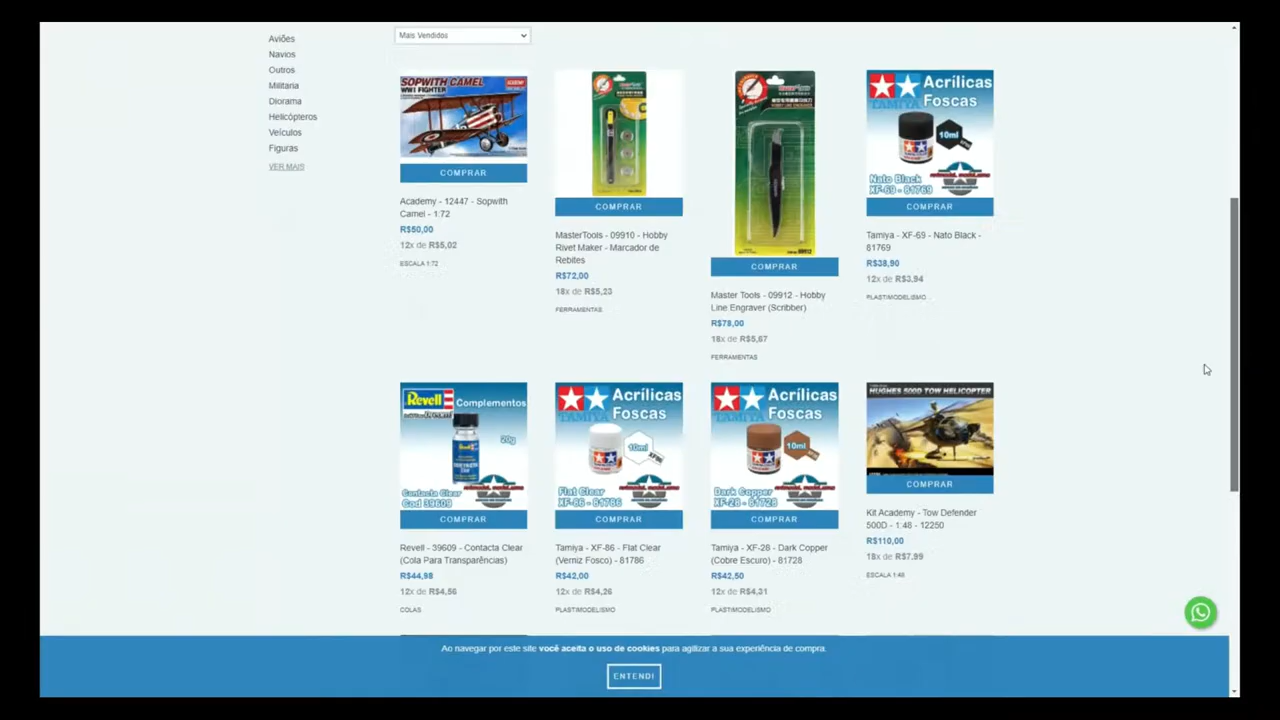 Aviões
Navios
Outros
Militaria
Diorama
Helicópteros
Veículos
Figuras
VER MAIS
Mais Vendidos
SOPWITH CAMEL
WWI FIGHTER
COMPRAR
Academy - 12447 - Sopwith
Camel - 1:72
R$50,00
12x de R$5,02
ESCALA 1:72
COMPRAR
MasterTools - 09910 - Hobby
Rivet Maker - Marcador de
Rebites
R$72,00
18x de R$5,23
FERRAMENTAS
COMPRAR
Master Tools - 09912 - Hobby
Line Engraver (Scribber)
R$78,00
18x de R$5,67
FERRAMENTAS
Acrílicas
Foscas
TAMIYA
10ml
Nato Black
XF-69 - 81769
COMPRAR
Tamiya - XF-69 - Nato Black -
81769
R$38,90
12x de R$3,94
PLASTIMODELISMO
Revell
Complementos
20g
Contacta Clear
Cod 39609
COMPRAR
Revell - 39609 - Contacta Clear
(Cola Para Transparências)
R$44,98
12x de R$4,56
COLAS
Acrílicas
Foscas
TAMIYA
10ml
Flat Clear
XF-86 - 81786
COMPRAR
Tamiya - XF-86 - Flat Clear
(Verniz Fosco) - 81786
R$42,00
12x de R$4,26
PLASTIMODELISMO
Acrílicas
Foscas
TAMIYA
10ml
Dark Copper
XF-28 - 81728
COMPRAR
Tamiya - XF-28 - Dark Copper
(Cobre Escuro) - 81728
R$42,50
12x de R$4,31
PLASTIMODELISMO
HUGHES 500D TOW HELICOPTER
COMPRAR
Kit Academy - Tow Defender
500D - 1:48 - 12250
R$110,00
18x de R$7,99
ESCALA 1:48
Ao navegar por este site você aceita o uso de cookies para agilizar a sua experiência de compra.
ENTENDI